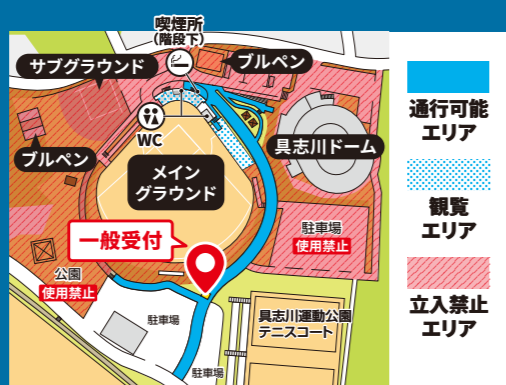 喫煙所
(階段下)
サブグラウンド
ブルペン
WC
ブルペン
具志川ドーム
メイン
グラウンド
一般受付
駐車場
使用禁止
公園
使用禁止
駐車場
具志川運動公園
テニスコート
駐車場
通行可能
エリア
観覧
エリア
立入禁止
エリア